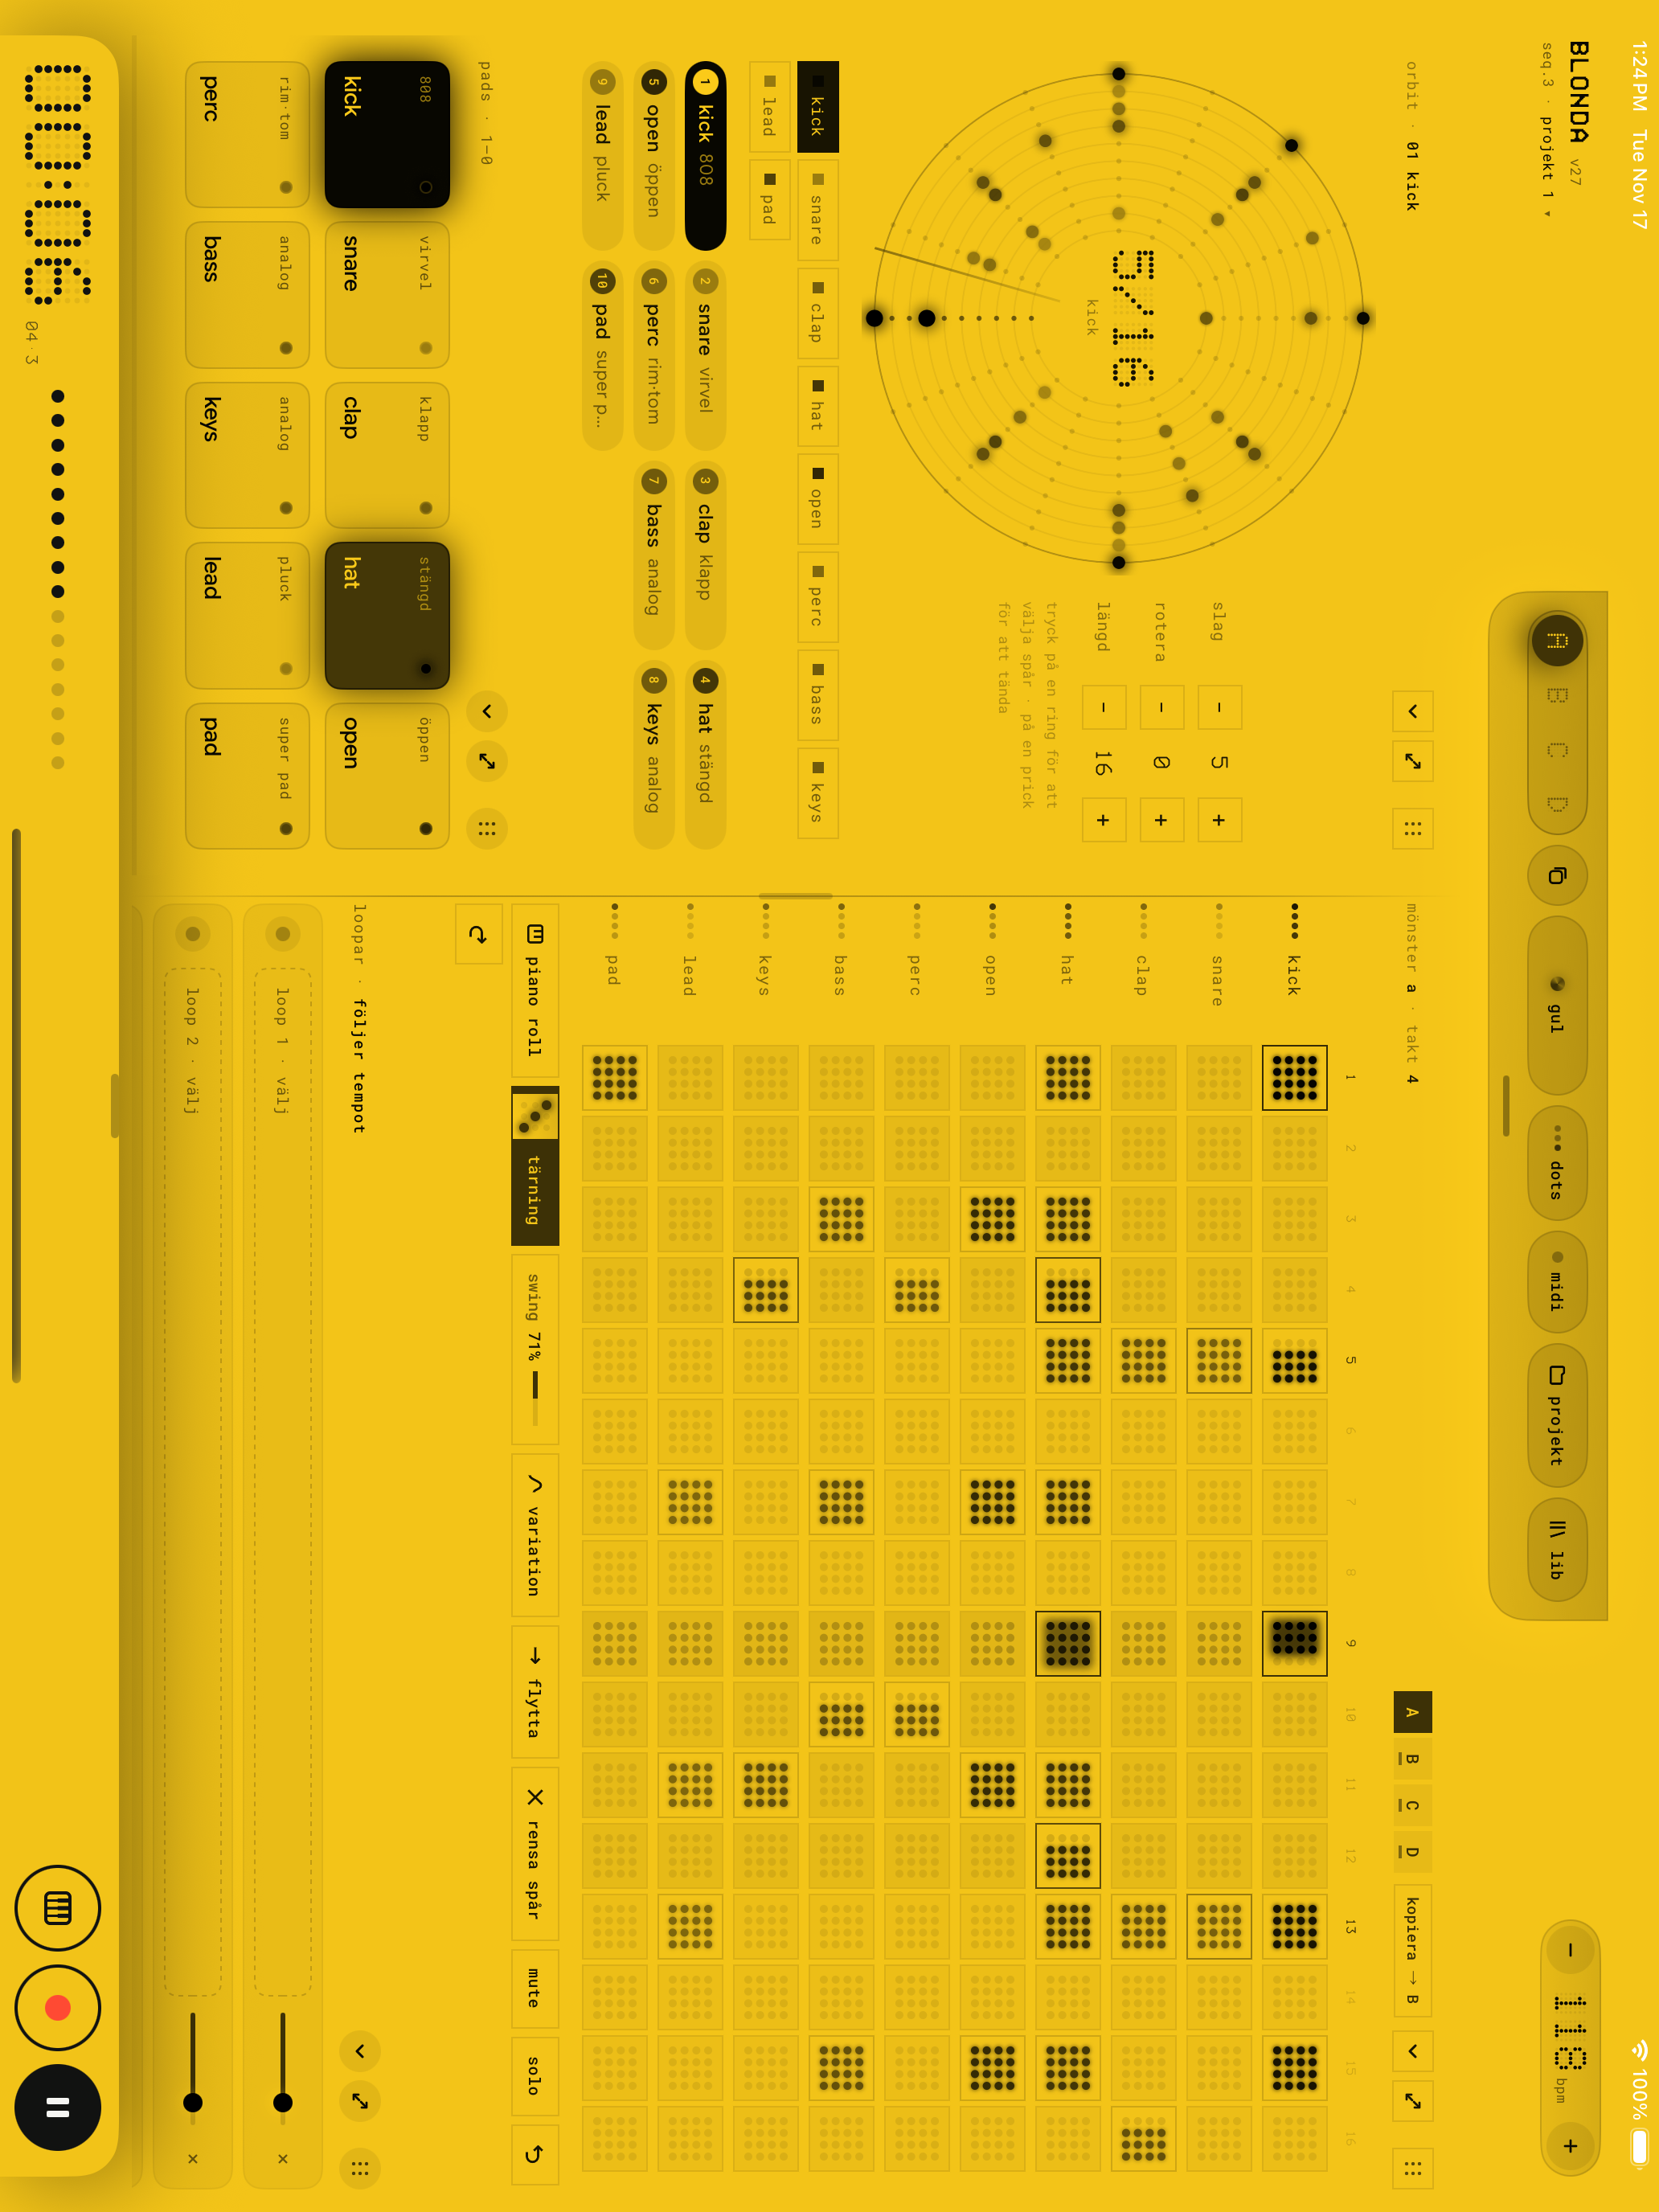 1:24 PM Tue Nov 17
100%
BLONDA v27
seq.3 · projekt 1 ▾
A B C D
gul
dots
midi
projekt
lib
− 118 bpm +
orbit · 01 kick
5/16
kick
slag − 5 +
rotera − 0 +
längd − 16 +
tryck på en ring för att
välja spår · på en prick
för att tända
kick snare clap hat open perc bass keys
lead pad
1 kick 808
2 snare virvel
3 clap klapp
4 hat stängd
5 open öppen
6 perc rim·tom
7 bass analog
8 keys analog
9 lead pluck
10 pad super p…
pads · 1–0
808
kick
virvel
snare
klapp
clap
stängd
hat
öppen
open
rim·tom
perc
analog
bass
analog
keys
pluck
lead
super pad
pad
mönster a · takt 4
A B C D kopiera → B
1 2 3 4 5 6 7 8 9 10 11 12 13 14 15 16
kick
snare
clap
hat
open
perc
bass
keys
lead
pad
piano roll
tärning
swing 71%
variation
flytta
rensa spår
mute
solo
loopar · följer tempot
loop 1 · välj ×
loop 2 · välj ×
04·3